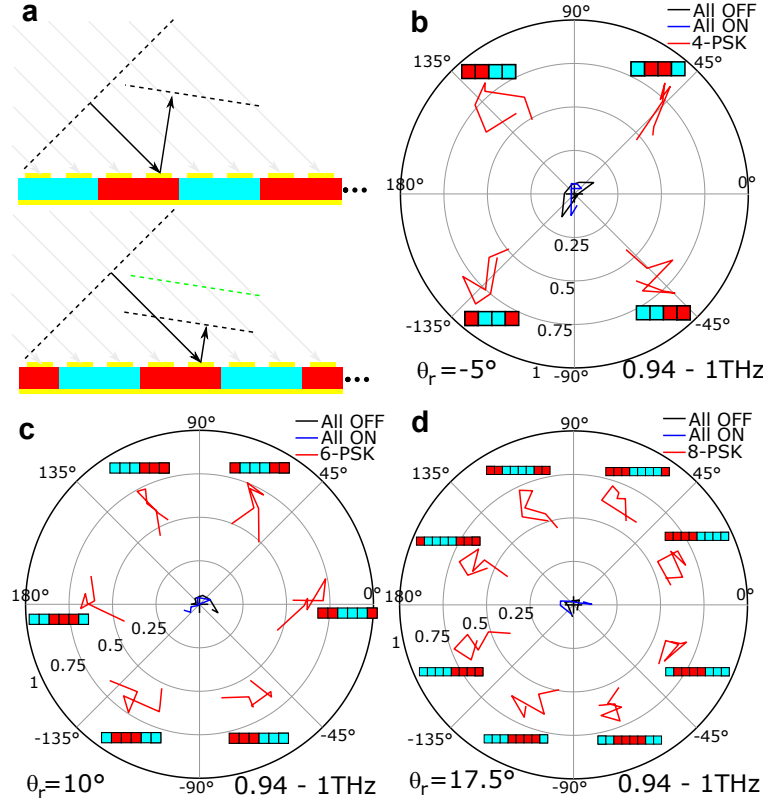 a
•••
•••
b
All OFF
All ON
4-PSK
90°
135°
45°
180°
0°
0.25
0.5
0.75
1
-135°
-45°
-90°
θr=-5°
0.94 - 1THz
c
All OFF
All ON
6-PSK
90°
135°
45°
180°
0°
0.25
0.5
0.75
1
-135°
-45°
-90°
θr=10°
0.94 - 1THz
d
All OFF
All ON
8-PSK
90°
135°
45°
180°
0°
0.25
0.5
0.75
1
-135°
-45°
-90°
θr=17.5°
0.94 - 1THz